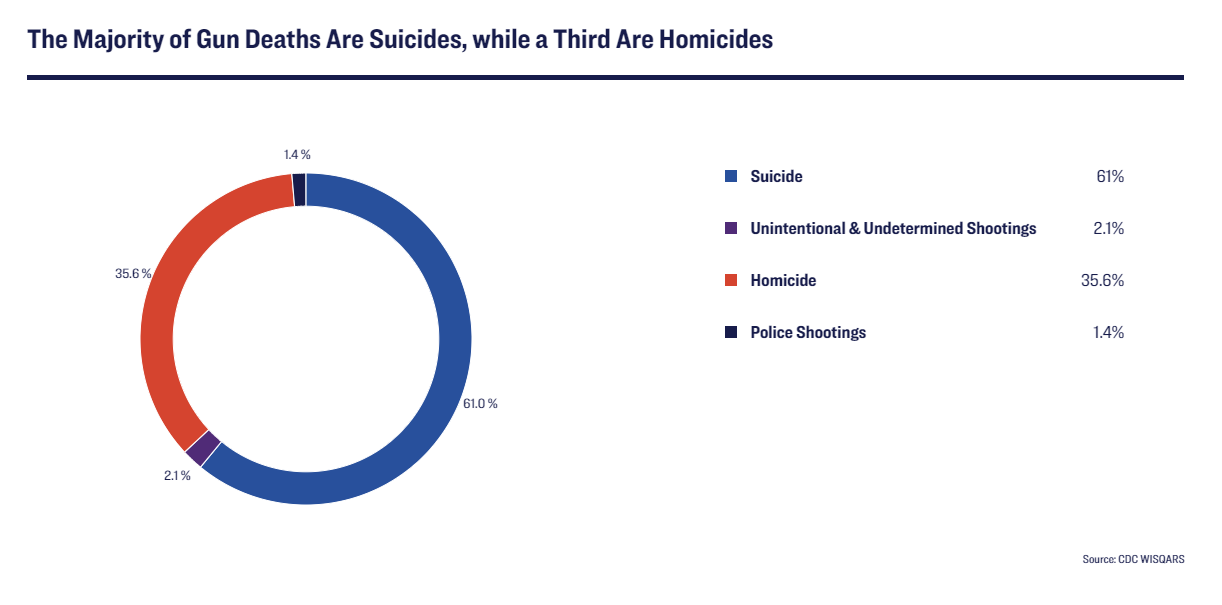 The Majority of Gun Deaths Are Suicides, while a Third Are Homicides
1.4 %
35.6 %
61.0 %
2.1 %
Suicide 61%
Unintentional & Undetermined Shootings 2.1%
Homicide 35.6%
Police Shootings 1.4%
Source: CDC WISQARS